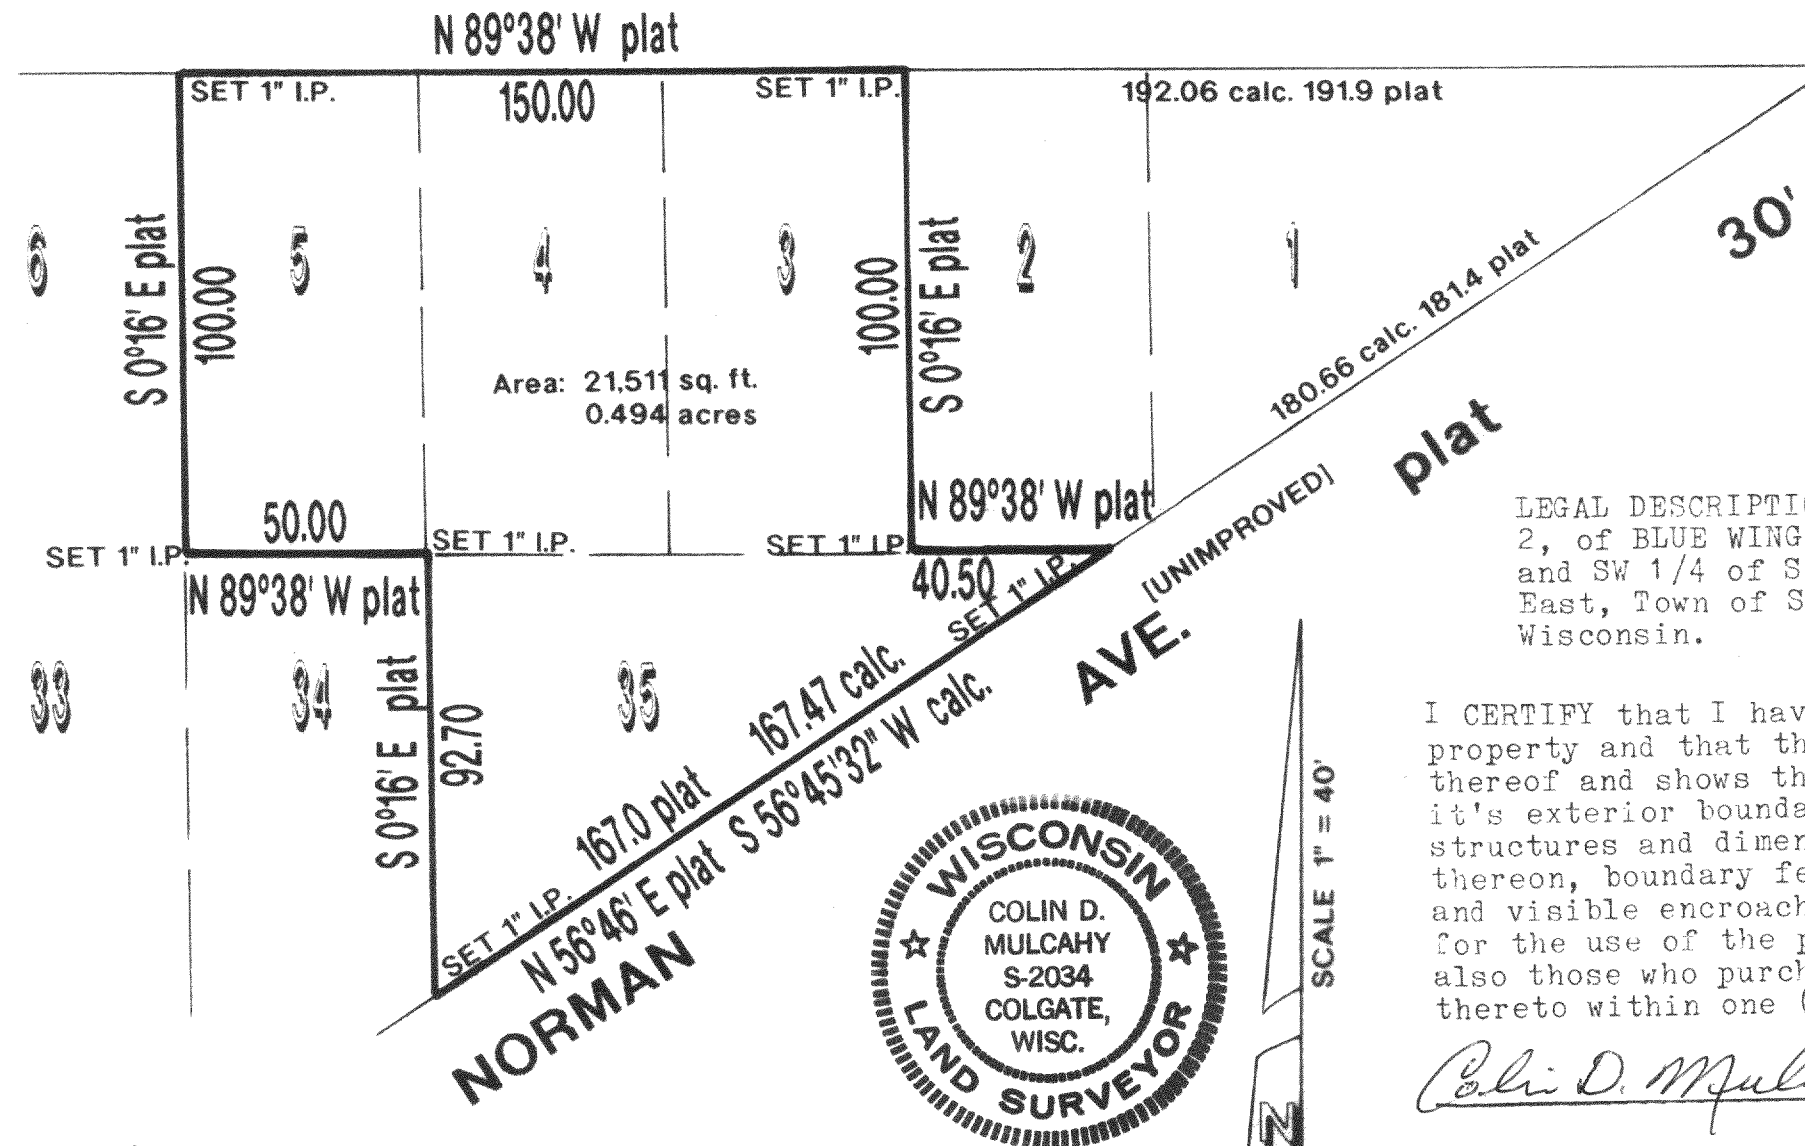 N 89°38' W plat
SET 1" I.P.
150.00
SET 1" I.P.
192.06 calc. 191.9 plat
6
S 0°16' E plat
100.00
5
4
3
100.00
S 0°16' E plat
2
1
30'
Area: 21,511 sq. ft.
0.494 acres
180.66 calc. 181.4 plat
plat
50.00
SET 1" I.P.
SET 1" I.P.
SET 1" I.P.
N 89°38' W plat
40.50
SET 1" I.P.
[UNIMPROVED]
N 89°38' W plat
AVE.
33
34
S 0°16' E plat
92.70
35
167.0 plat
167.47 calc.
N 56°46' E plat S 56°45'32" W calc.
SET 1" I.P.
NORMAN
WISCONSIN
COLIN D.
MULCAHY
S-2034
COLGATE,
WISC.
LAND SURVEYOR
SCALE 1" = 40'
N
LEGAL DESCRIPTI
2, of BLUE WING
and SW 1/4 of S
East, Town of S
Wisconsin.
I CERTIFY that I hav
property and that th
thereof and shows th
it's exterior bounda
structures and dimen
thereon, boundary fe
and visible encroach
for the use of the p
also those who purch
thereto within one (
Colin D. Mul